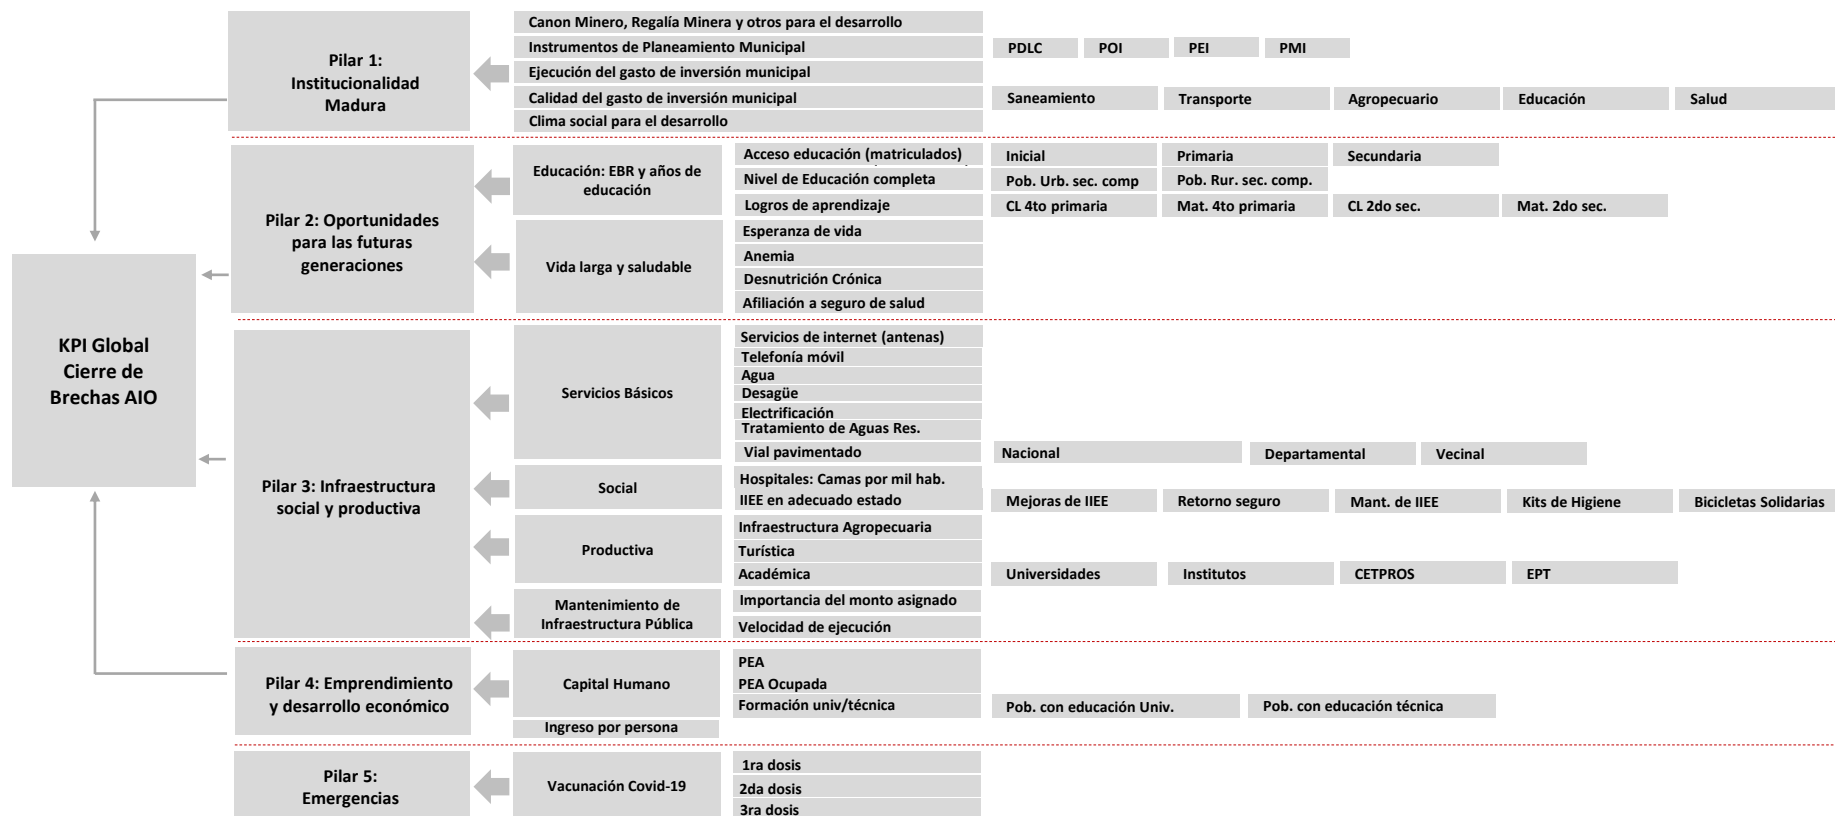 KPI Global
Cierre de
Brechas AIO
Pilar 1:
Institucionalidad
Madura
Canon Minero, Regalía Minera y otros para el desarrollo
Instrumentos de Planeamiento Municipal
PDLC
POI
PEI
PMI
Ejecución del gasto de inversión municipal
Calidad del gasto de inversión municipal
Saneamiento
Transporte
Agropecuario
Educación
Salud
Clima social para el desarrollo
Pilar 2: Oportunidades
para las futuras
generaciones
Educación: EBR y años de
educación
Acceso educación (matriculados)
Inicial
Primaria
Secundaria
Nivel de Educación completa
Pob. Urb. sec. comp
Pob. Rur. sec. comp.
Logros de aprendizaje
CL 4to primaria
Mat. 4to primaria
CL 2do sec.
Mat. 2do sec.
Vida larga y saludable
Esperanza de vida
Anemia
Desnutrición Crónica
Afiliación a seguro de salud
Pilar 3: Infraestructura
social y productiva
Servicios Básicos
Servicios de internet (antenas)
Telefonía móvil
Agua
Desagüe
Electrificación
Tratamiento de Aguas Res.
Vial pavimentado
Nacional
Departamental
Vecinal
Social
Hospitales: Camas por mil hab.
IIEE en adecuado estado
Mejoras de IIEE
Retorno seguro
Mant. de IIEE
Kits de Higiene
Bicicletas Solidarias
Productiva
Infraestructura Agropecuaria
Turística
Académica
Universidades
Institutos
CETPROS
EPT
Mantenimiento de
Infraestructura Pública
Importancia del monto asignado
Velocidad de ejecución
Pilar 4: Emprendimiento
y desarrollo económico
Capital Humano
PEA
PEA Ocupada
Formación univ/técnica
Pob. con educación Univ.
Pob. con educación técnica
Ingreso por persona
Pilar 5:
Emergencias
Vacunación Covid-19
1ra dosis
2da dosis
3ra dosis